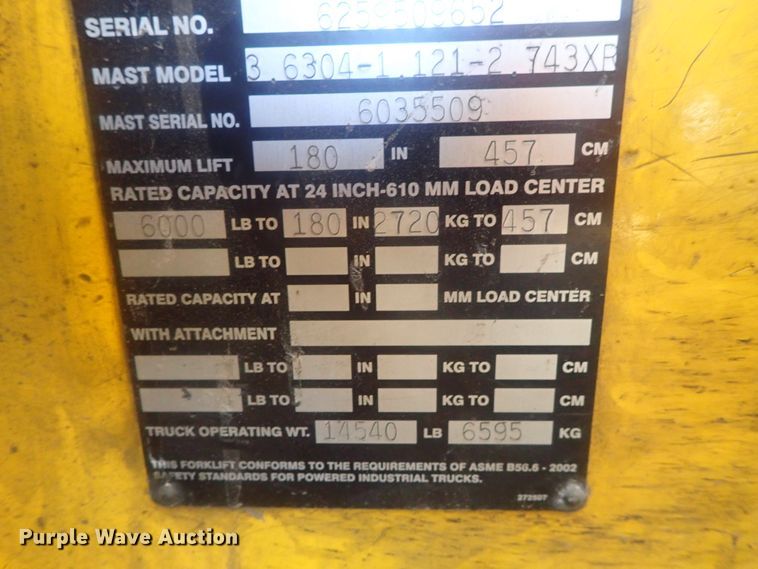 SERIAL NO. 6259509852
MAST MODEL 3.6304-1.121-2.743XR
MAST SERIAL NO. 6035509
MAXIMUM LIFT 180 IN 457 CM
RATED CAPACITY AT 24 INCH-610 MM LOAD CENTER
6000 LB TO 180 IN 2720 KG TO 457 CM
LB TO IN KG TO CM
RATED CAPACITY AT IN MM LOAD CENTER
WITH ATTACHMENT
LB TO IN KG TO CM
LB TO IN KG TO CM
TRUCK OPERATING WT. 14540 LB 6595 KG
THIS FORKLIFT CONFORMS TO THE REQUIREMENTS OF ASME B56.6 - 2002
SAFETY STANDARDS FOR POWERED INDUSTRIAL TRUCKS.
272507
Purple Wave Auction